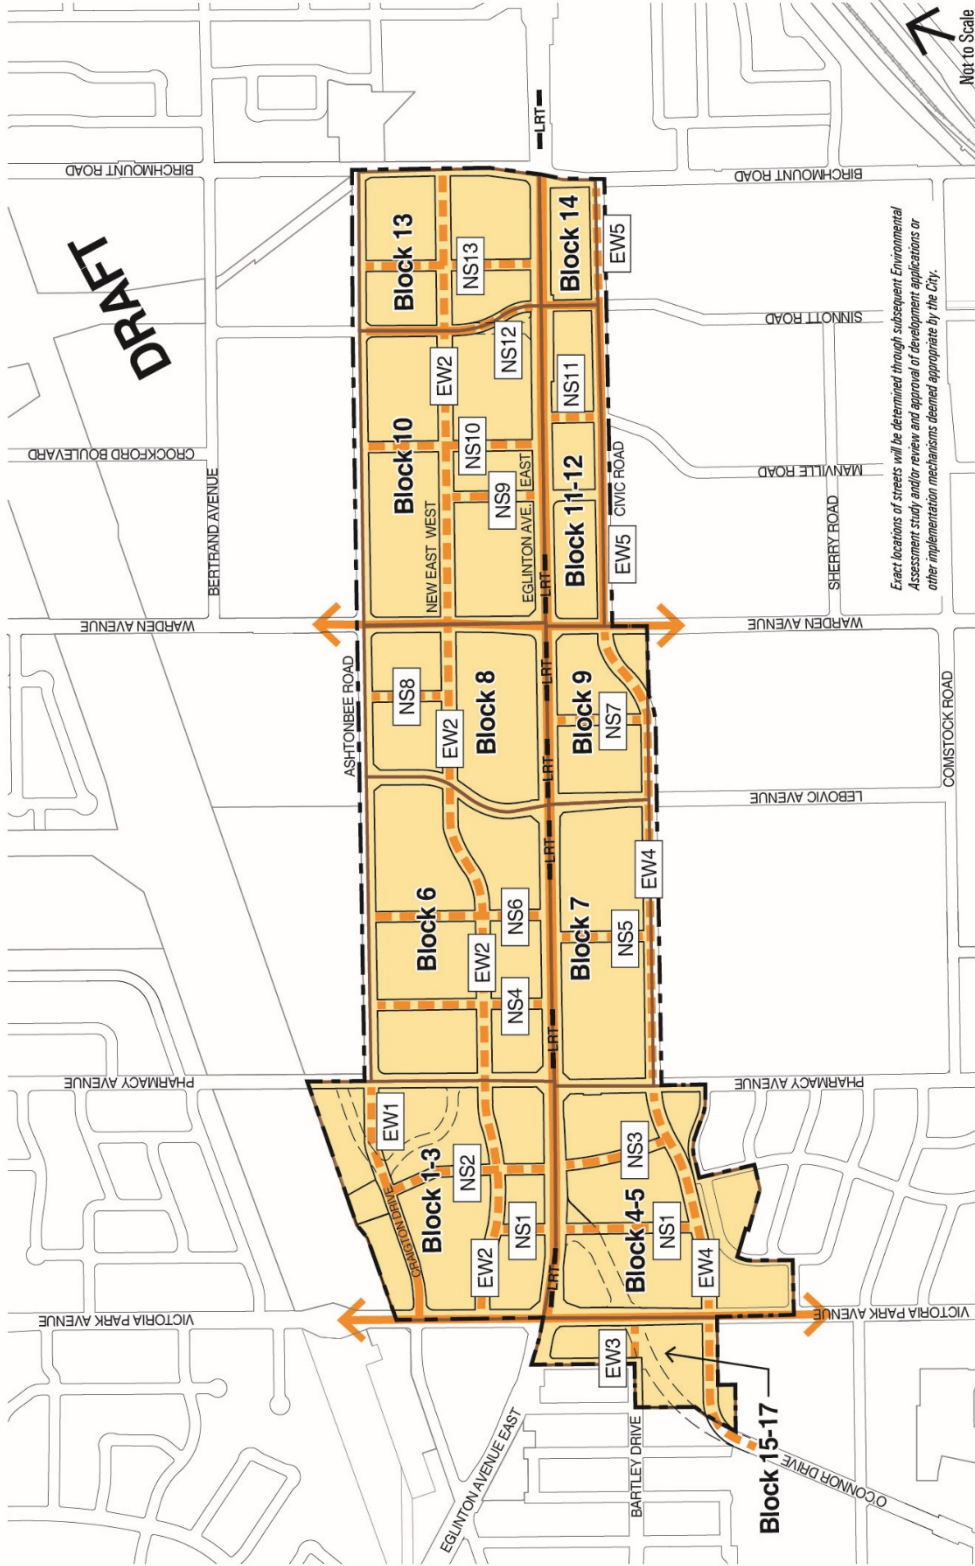 VICTORIA PARK AVENUE
PHARMACY AVENUE
WARDEN AVENUE
CROCKFORD BOULEVARD
BIRCHMOUNT ROAD
DRAFT
BERTRAND AVENUE
ASHTONBEE ROAD
CRAIGTON DRIVE
EW1
Block 1-3
NS2
EW2
NS1
Block 6
EW2
NS4
NS6
NS8
EW2
Block 8
Block 10
NEW EAST WEST
EW2
NS9
NS10
NS12
Block 13
NS13
EGLINTON AVENUE EAST
EGLINTON AVE. EAST
LRT
LRT
LRT
LRT
LRT
LRT
Block 15-17
EW3
BARTLEY DRIVE
O'CONNOR DRIVE
Block 4-5
NS1
NS3
EW4
Block 7
NS5
EW4
Block 9
NS7
Block 11-12
NS11
Block 14
EW5
CIVIC ROAD
EW5
VICTORIA PARK AVENUE
PHARMACY AVENUE
LEBOVIC AVENUE
WARDEN AVENUE
MANVILLE ROAD
SINNOTT ROAD
BIRCHMOUNT ROAD
SHERRY ROAD
COMSTOCK ROAD
Exact locations of streets will be determined through subsequent Environmental
Assessment study and/or review and approval of development applications or
other implementation mechanisms deemed appropriate by the City.
Not to Scale